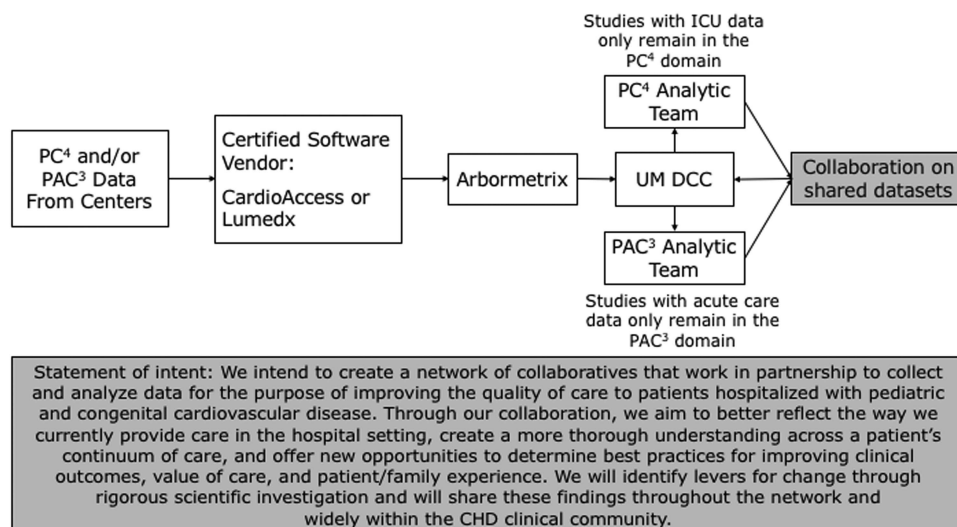 Studies with ICU data
only remain in the
PC⁴ domain
PC⁴ Analytic
Team
PC⁴ and/or
PAC³ Data
From Centers
Certified Software
Vendor:
CardioAccess or
Lumedx
Arbormetrix
UM DCC
Collaboration on
shared datasets
PAC³ Analytic
Team
Studies with acute care
data only remain in the
PAC³ domain
Statement of intent: We intend to create a network of collaboratives that work in partnership to collect
and analyze data for the purpose of improving the quality of care to patients hospitalized with pediatric
and congenital cardiovascular disease. Through our collaboration, we aim to better reflect the way we
currently provide care in the hospital setting, create a more thorough understanding across a patient’s
continuum of care, and offer new opportunities to determine best practices for improving clinical
outcomes, value of care, and patient/family experience. We will identify levers for change through
rigorous scientific investigation and will share these findings throughout the network and
widely within the CHD clinical community.